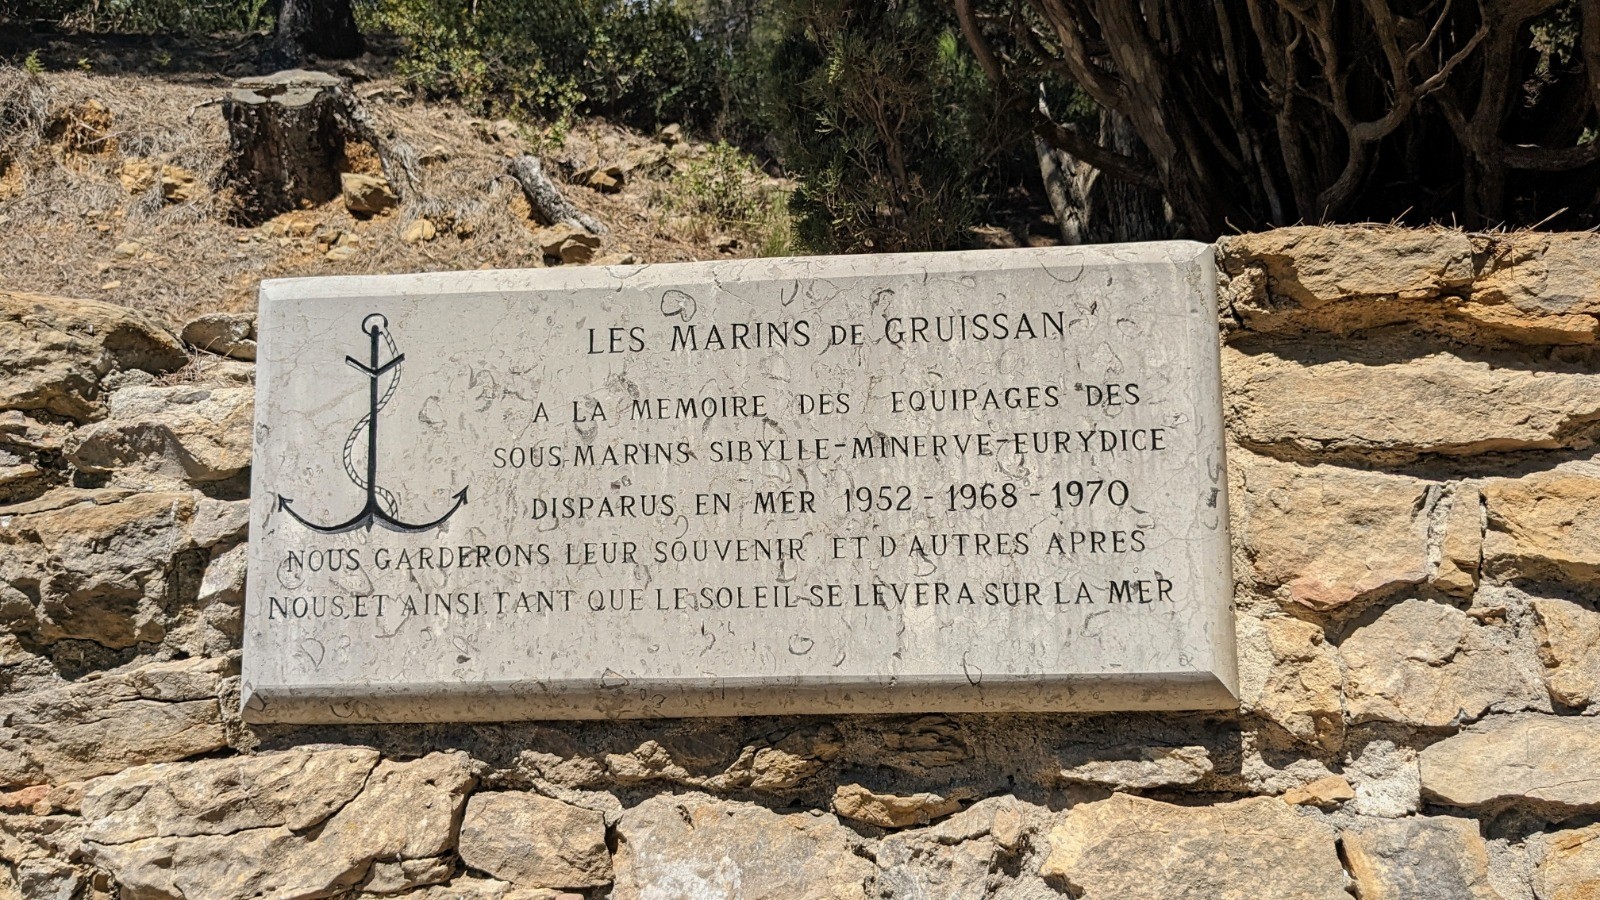 LES MARINS DE GRUISSAN
A LA MEMOIRE DES EQUIPAGES DES
SOUS-MARINS SIBYLLE-MINERVE-EURYDICE
DISPARUS EN MER 1952 - 1968 - 1970
NOUS GARDERONS LEUR SOUVENIR ET D'AUTRES APRES
NOUS, ET AINSI TANT QUE LE SOLEIL SE LEVERA SUR LA MER